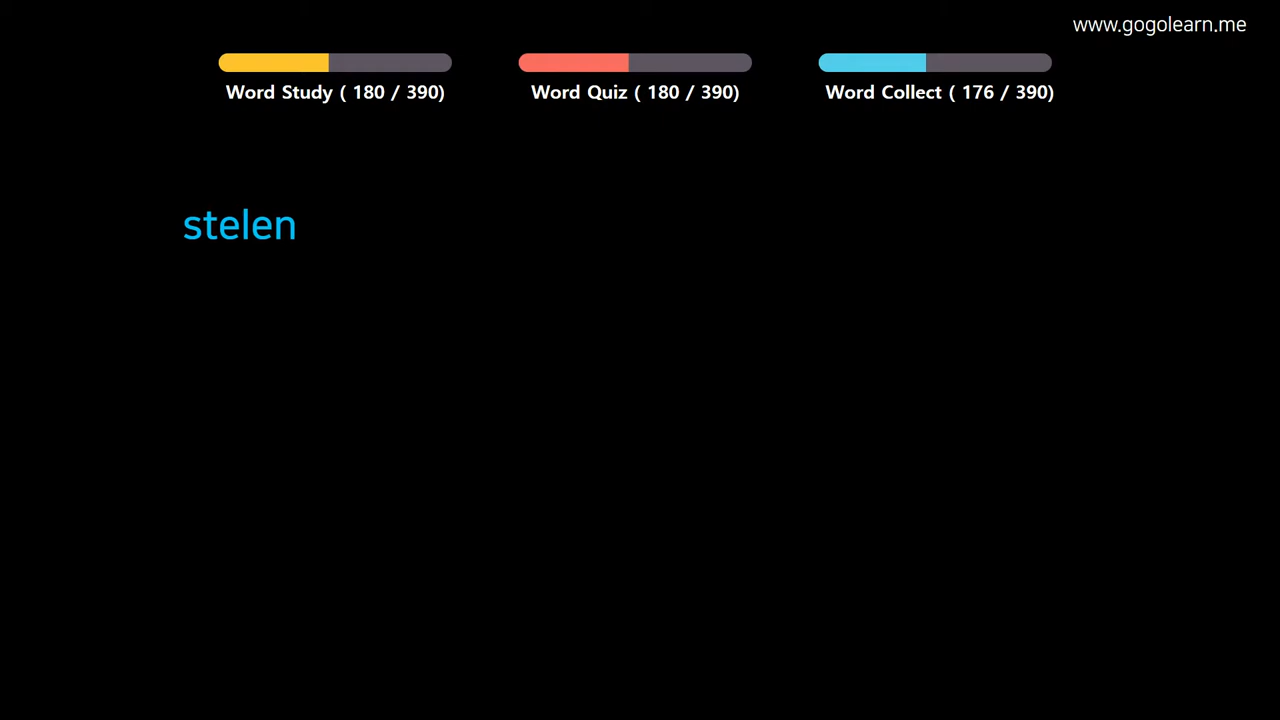 www.gogolearn.me
Word Study ( 180 / 390)
Word Quiz ( 180 / 390)
Word Collect ( 176 / 390)
stelen